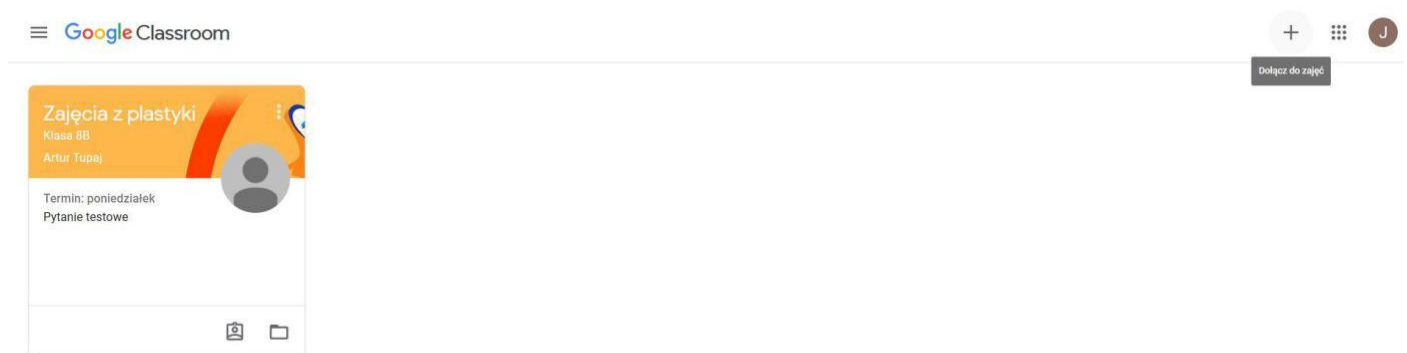 Google Classroom
Dołącz do zajęć
J
Zajęcia z plastyki
Klasa 8B
Artur Tupaj
Termin: poniedziałek
Pytanie testowe